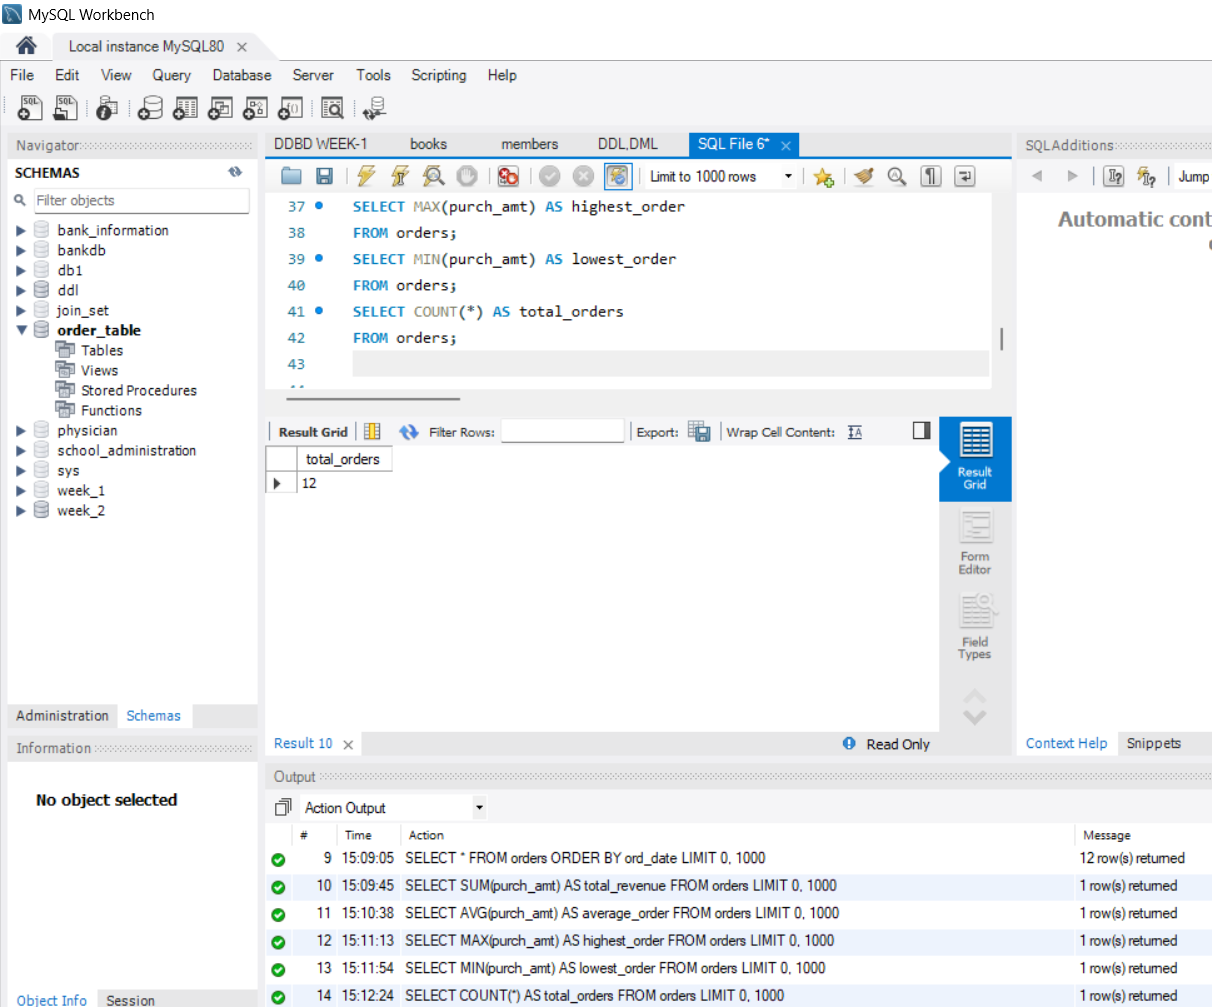 MySQL Workbench
Local instance MySQL80
File Edit View Query Database Server Tools Scripting Help
Navigator
SCHEMAS
Filter objects
bank_information
bankdb
db1
ddl
join_set
order_table
Tables
Views
Stored Procedures
Functions
physician
school_administration
sys
week_1
week_2
Administration Schemas
Information
No object selected
Object Info Session
DDBD WEEK-1 books members DDL,DML SQL File 6*
Limit to 1000 rows
37 SELECT MAX(purch_amt) AS highest_order
38 FROM orders;
39 SELECT MIN(purch_amt) AS lowest_order
40 FROM orders;
41 SELECT COUNT(*) AS total_orders
42 FROM orders;
43
Result Grid Filter Rows: Export: Wrap Cell Content:
total_orders
12
Result Grid
Form Editor
Field Types
Result 10 Read Only
SQLAdditions
Jump
Automatic cont
Context Help Snippets
Output
Action Output
# Time Action Message
9 15:09:05 SELECT * FROM orders ORDER BY ord_date LIMIT 0, 1000 12 row(s) returned
10 15:09:45 SELECT SUM(purch_amt) AS total_revenue FROM orders LIMIT 0, 1000 1 row(s) returned
11 15:10:38 SELECT AVG(purch_amt) AS average_order FROM orders LIMIT 0, 1000 1 row(s) returned
12 15:11:13 SELECT MAX(purch_amt) AS highest_order FROM orders LIMIT 0, 1000 1 row(s) returned
13 15:11:54 SELECT MIN(purch_amt) AS lowest_order FROM orders LIMIT 0, 1000 1 row(s) returned
14 15:12:24 SELECT COUNT(*) AS total_orders FROM orders LIMIT 0, 1000 1 row(s) returned